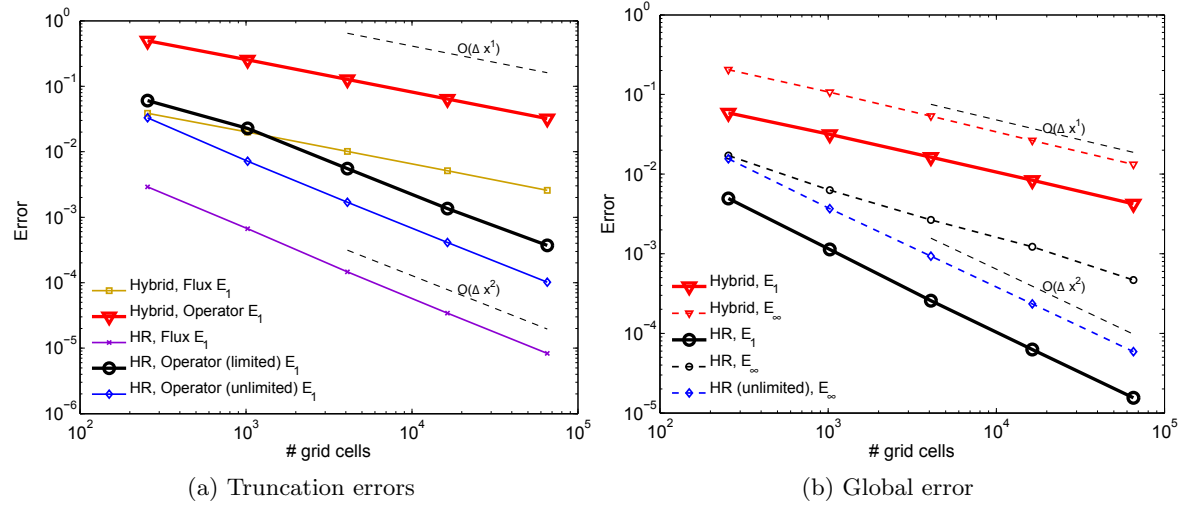 10^0
10^-1
10^-2
10^-3
10^-4
10^-5
10^-6
Error
O(Δ x^1)
O(Δ x^2)
Hybrid, Flux E_1
Hybrid, Operator E_1
HR, Flux E_1
HR, Operator (limited) E_1
HR, Operator (unlimited) E_1
10^2
10^3
10^4
10^5
# grid cells
(a) Truncation errors
10^0
10^-1
10^-2
10^-3
10^-4
10^-5
Error
O(Δ x^1)
O(Δ x^2)
Hybrid, E_1
Hybrid, E_∞
HR, E_1
HR, E_∞
HR (unlimited), E_∞
10^2
10^3
10^4
10^5
# grid cells
(b) Global error